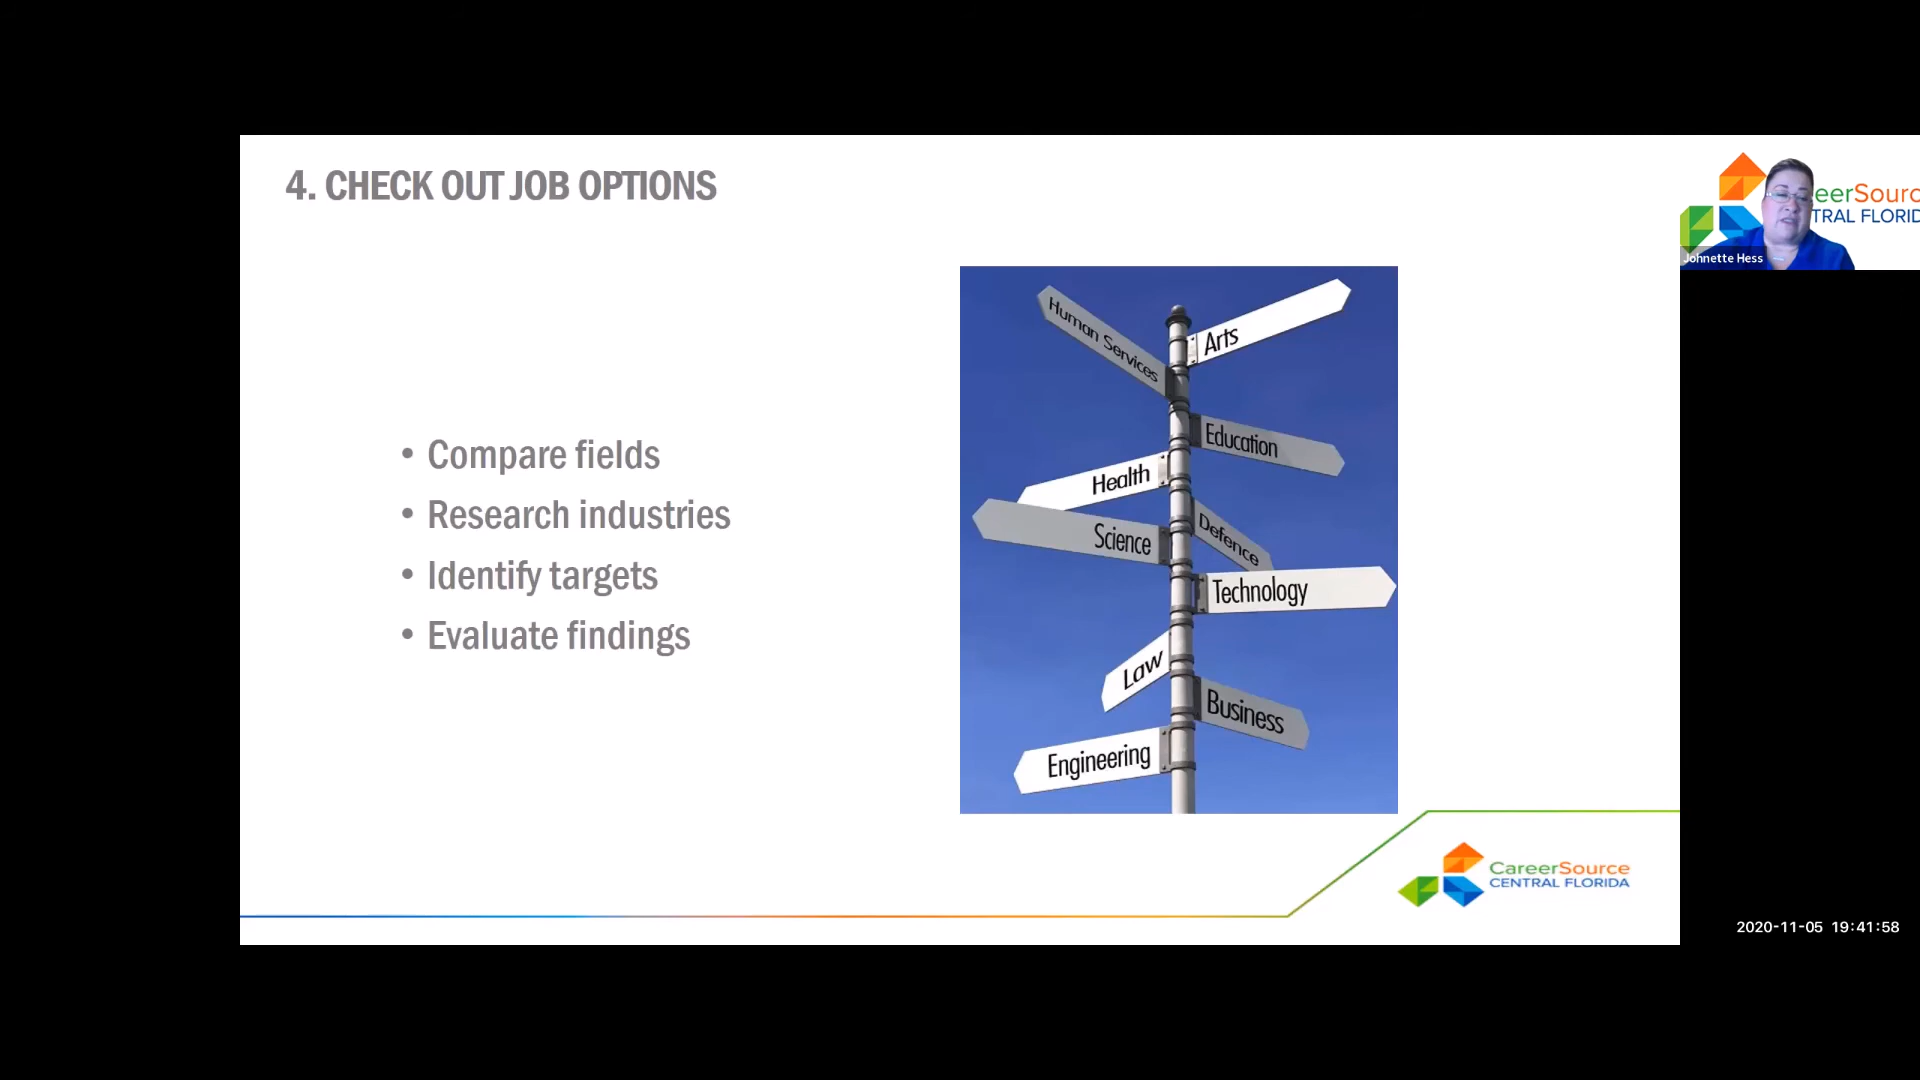 4. CHECK OUT JOB OPTIONS
• Compare fields
• Research industries
• Identify targets
• Evaluate findings
Human Services
Arts
Education
Health
Science
Defence
Technology
Law
Business
Engineering
CareerSource
CENTRAL FLORIDA
eerSourc
TRAL FLORID
Johnette Hess
2020-11-05 19:41:58